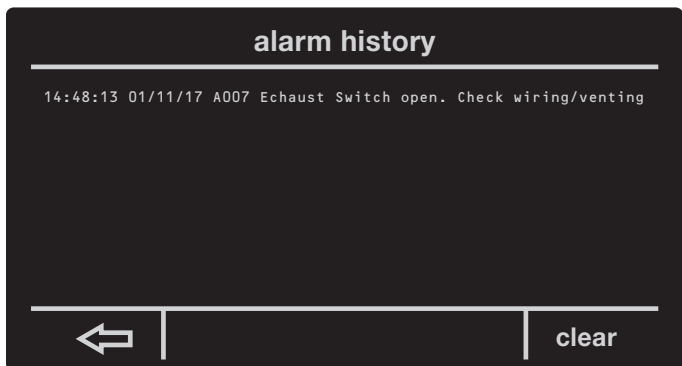 alarm history
14:48:13 01/11/17 A007 Echaust Switch open. Check wiring/venting
clear